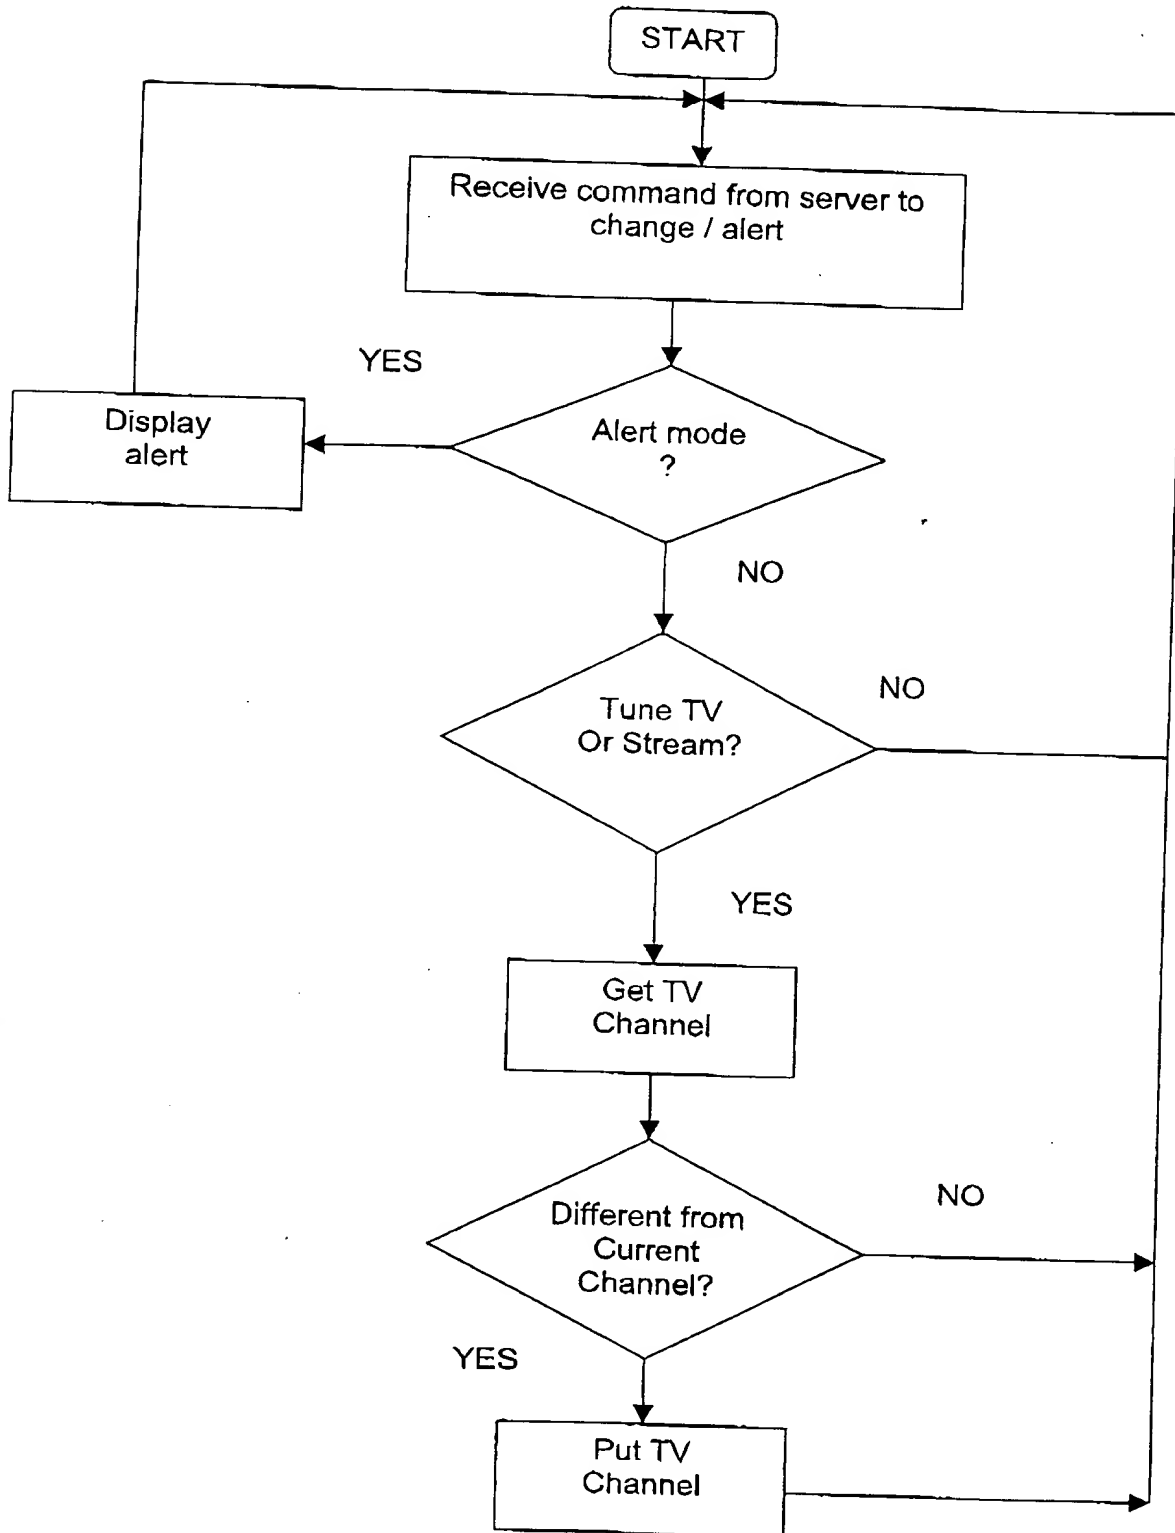 START
Receive command from server to
change / alert
YES
Display
alert
Alert mode
?
NO
Tune TV
Or Stream?
NO
YES
Get TV
Channel
Different from
Current
Channel?
NO
YES
Put TV
Channel